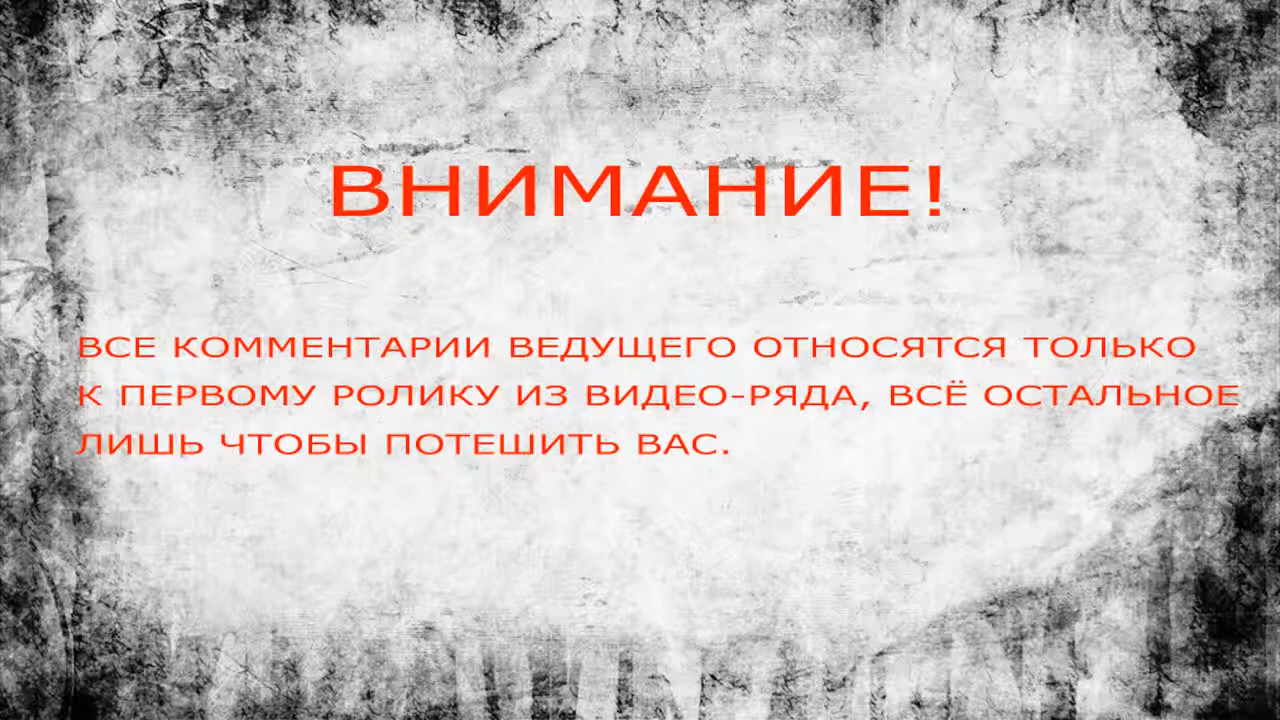 ВНИМАНИЕ!
ВСЕ КОММЕНТАРИИ ВЕДУЩЕГО ОТНОСЯТСЯ ТОЛЬКО
К ПЕРВОМУ РОЛИКУ ИЗ ВИДЕО-РЯДА, ВСЁ ОСТАЛЬНОЕ
ЛИШЬ ЧТОБЫ ПОТЕШИТЬ ВАС.